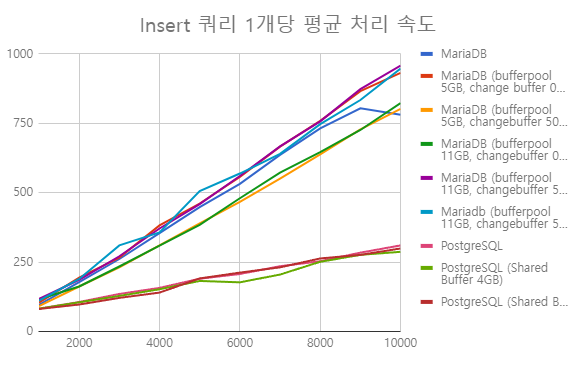 Insert 쿼리 1개당 평균 처리 속도
1000
750
500
250
0
2000
4000
6000
8000
10000
MariaDB
MariaDB (bufferpool
5GB, change buffer 0...
MariaDB (bufferpool
5GB, changebuffer 50...
MariaDB (bufferpool
11GB, changebuffer 0...
MariaDB (bufferpool
11GB, changebuffer 5...
Mariadb (bufferpool
11GB, changebuffer 5...
PostgreSQL
PostgreSQL (Shared
Buffer 4GB)
PostgreSQL (Shared B...